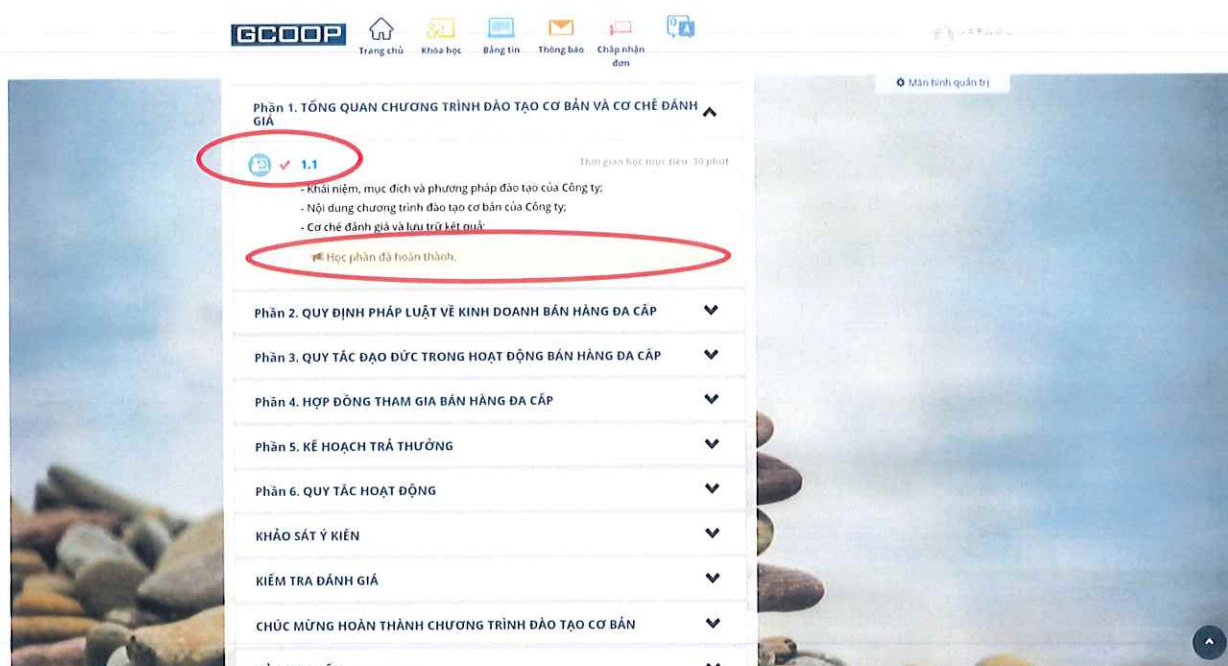 GCOOP
Trang chủ
Khóa học
Bảng tin
Thông báo
Chấp nhận
đơn
Màn hình quản trị
Phần 1. TỔNG QUAN CHƯƠNG TRÌNH ĐÀO TẠO CƠ BẢN VÀ CƠ CHẾ ĐÁNH
GIÁ
1.1
Thời gian học mục tiêu: 30 phút
- Khái niệm, mục đích và phương pháp đào tạo của Công ty;
- Nội dung chương trình đào tạo cơ bản của Công ty;
- Cơ chế đánh giá và lưu trữ kết quả;
Học phần đã hoàn thành.
Phần 2. QUY ĐỊNH PHÁP LUẬT VỀ KINH DOANH BÁN HÀNG ĐA CẤP
Phần 3. QUY TẮC ĐẠO ĐỨC TRONG HOẠT ĐỘNG BÁN HÀNG ĐA CẤP
Phần 4. HỢP ĐỒNG THAM GIA BÁN HÀNG ĐA CẤP
Phần 5. KẾ HOẠCH TRẢ THƯỞNG
Phần 6. QUY TẮC HOẠT ĐỘNG
KHẢO SÁT Ý KIẾN
KIỂM TRA ĐÁNH GIÁ
CHÚC MỪNG HOÀN THÀNH CHƯƠNG TRÌNH ĐÀO TẠO CƠ BẢN